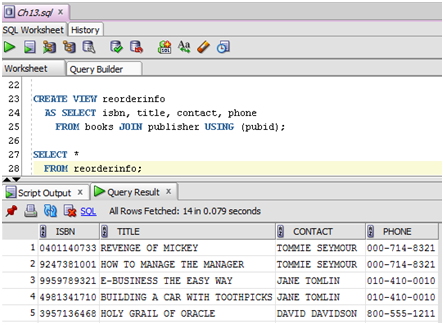 Ch13.sql x
SQL Worksheet History
SQL Aa
Worksheet Query Builder
22
23 CREATE VIEW reorderinfo
24 AS SELECT isbn, title, contact, phone
25 FROM books JOIN publisher USING (pubid);
26
27 SELECT *
28 FROM reorderinfo;
Script Output x Query Result x
SQL All Rows Fetched: 14 in 0.079 seconds
ISBN TITLE CONTACT PHONE
1 0401140733 REVENGE OF MICKEY TOMMIE SEYMOUR 000-714-8321
2 9247381001 HOW TO MANAGE THE MANAGER TOMMIE SEYMOUR 000-714-8321
3 9959789321 E-BUSINESS THE EASY WAY JANE TOMLIN 010-410-0010
4 4981341710 BUILDING A CAR WITH TOOTHPICKS JANE TOMLIN 010-410-0010
5 3957136468 HOLY GRAIL OF ORACLE DAVID DAVIDSON 800-555-1211